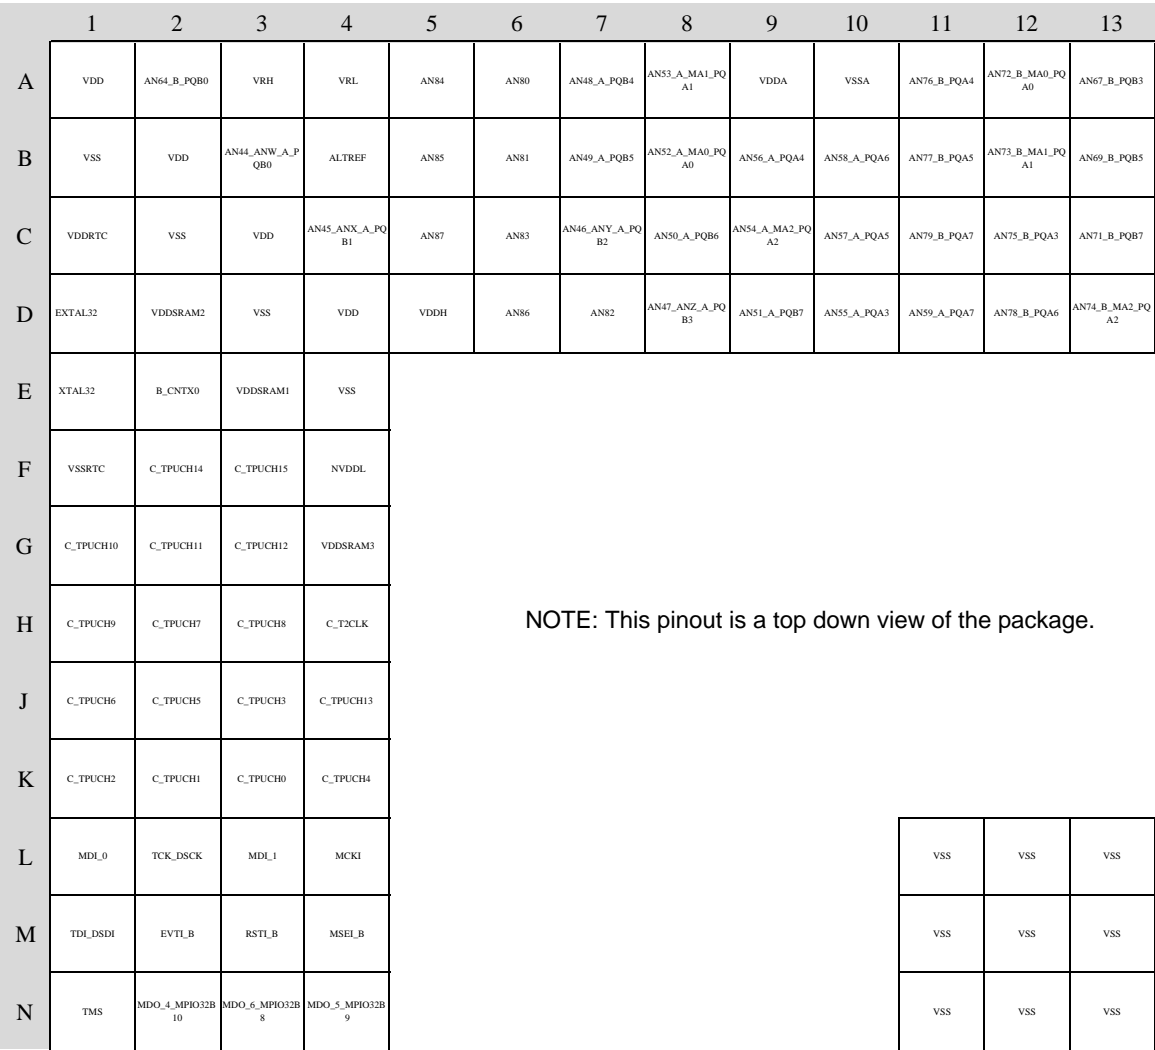 1 2 3 4 5 6 7 8 9 10 11 12 13
A VDD AN64_B_PQB0 VRH VRL AN84 AN80 AN48_A_PQB4 AN53_A_MA1_PQ
A1 VDDA VSSA AN76_B_PQA4 AN72_B_MA0_PQ
A0 AN67_B_PQB3
B VSS VDD AN44_ANW_A_P
QB0 ALTREF AN85 AN81 AN49_A_PQB5 AN52_A_MA0_PQ
A0 AN56_A_PQA4 AN58_A_PQA6 AN77_B_PQA5 AN73_B_MA1_PQ
A1 AN69_B_PQB5
C VDDRTC VSS VDD AN45_ANX_A_PQ
B1 AN87 AN83 AN46_ANY_A_PQ
B2 AN50_A_PQB6 AN54_A_MA2_PQ
A2 AN57_A_PQA5 AN79_B_PQA7 AN75_B_PQA3 AN71_B_PQB7
D EXTAL32 VDDSRAM2 VSS VDD VDDH AN86 AN82 AN47_ANZ_A_PQ
B3 AN51_A_PQB7 AN55_A_PQA3 AN59_A_PQA7 AN78_B_PQA6 AN74_B_MA2_PQ
A2
E XTAL32 B_CNTX0 VDDSRAM1 VSS
F VSSRTC C_TPUCH14 C_TPUCH15 NVDDL
G C_TPUCH10 C_TPUCH11 C_TPUCH12 VDDSRAM3
H C_TPUCH9 C_TPUCH7 C_TPUCH8 C_T2CLK
NOTE: This pinout is a top down view of the package.
J C_TPUCH6 C_TPUCH5 C_TPUCH3 C_TPUCH13
K C_TPUCH2 C_TPUCH1 C_TPUCH0 C_TPUCH4
L MDI_0 TCK_DSCK MDI_1 MCKI VSS VSS VSS
M TDI_DSDI EVTI_B RSTI_B MSEI_B VSS VSS VSS
N TMS MDO_4_MPIO32B
10 MDO_6_MPIO32B
8 MDO_5_MPIO32B
9 VSS VSS VSS